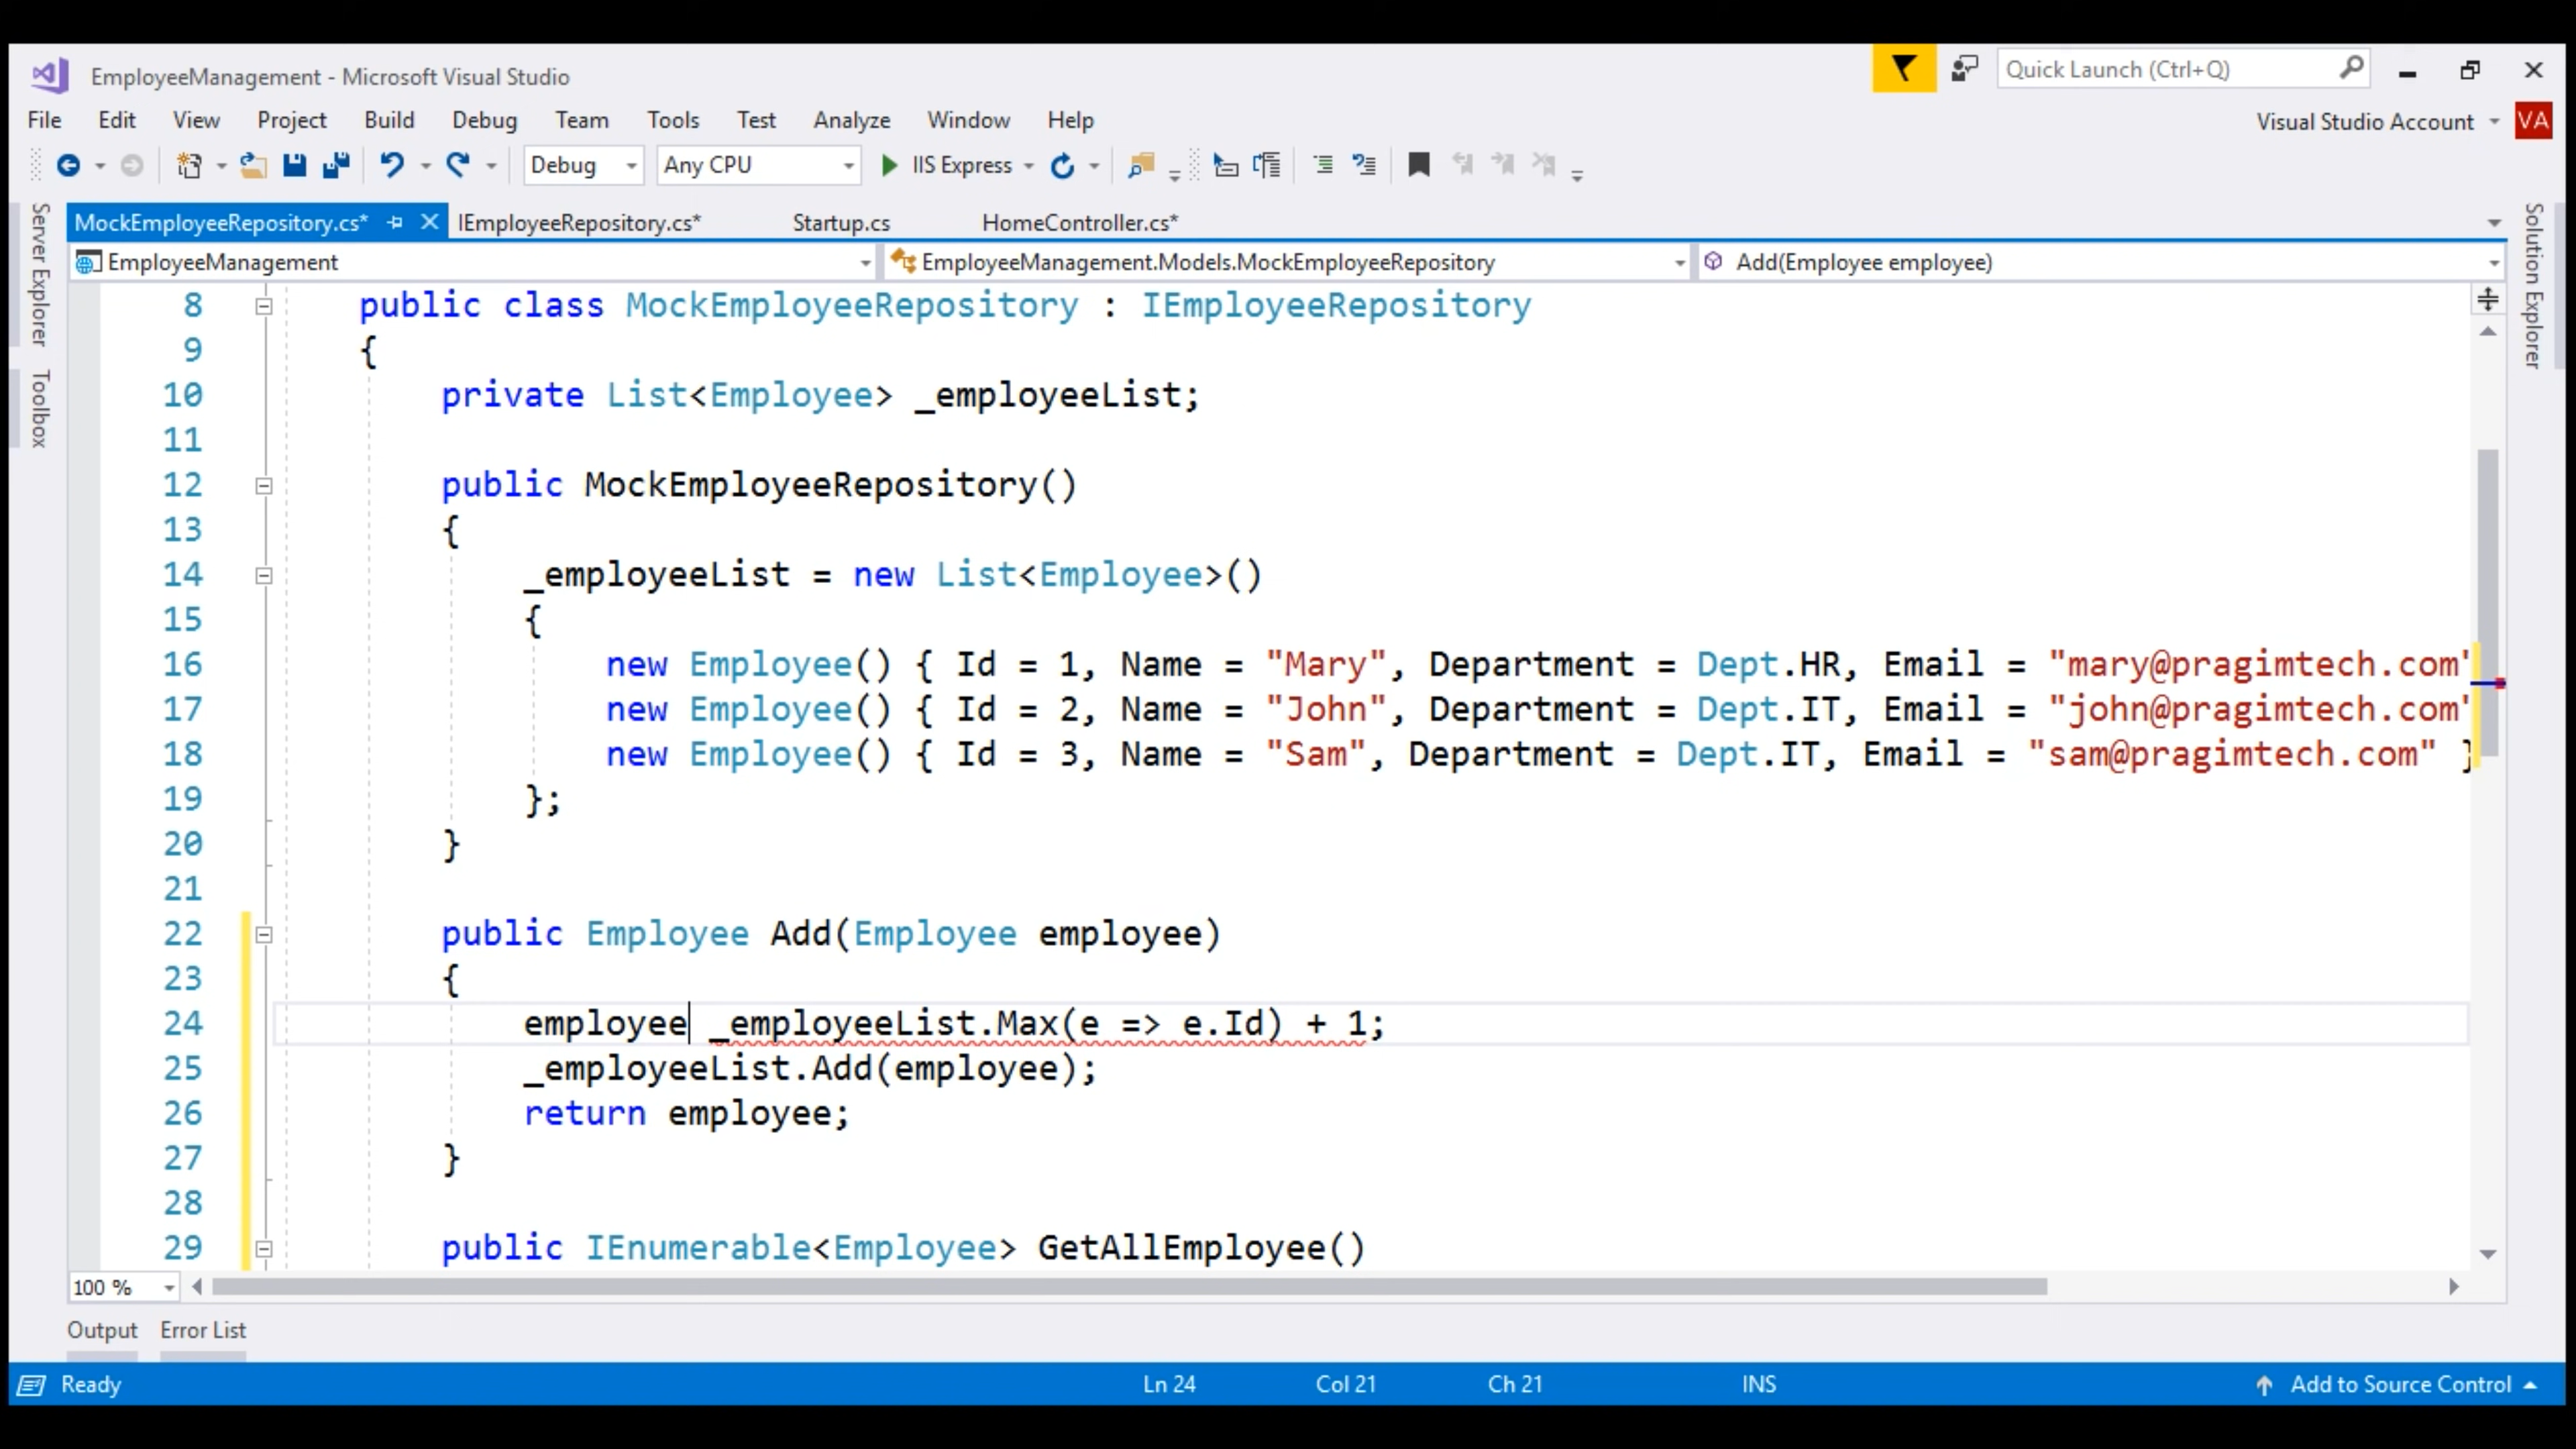 EmployeeManagement - Microsoft Visual Studio
Quick Launch (Ctrl+Q)
File Edit View Project Build Debug Team Tools Test Analyze Window Help
Visual Studio Account VA
Debug Any CPU IIS Express
Server Explorer
Toolbox
Solution Explorer
MockEmployeeRepository.cs* IEmployeeRepository.cs* Startup.cs HomeController.cs*
EmployeeManagement EmployeeManagement.Models.MockEmployeeRepository Add(Employee employee)
8 public class MockEmployeeRepository : IEmployeeRepository
9 {
10 private List<Employee> _employeeList;
11
12 public MockEmployeeRepository()
13 {
14 _employeeList = new List<Employee>()
15 {
16 new Employee() { Id = 1, Name = "Mary", Department = Dept.HR, Email = "mary@pragimtech.com"
17 new Employee() { Id = 2, Name = "John", Department = Dept.IT, Email = "john@pragimtech.com"
18 new Employee() { Id = 3, Name = "Sam", Department = Dept.IT, Email = "sam@pragimtech.com" }
19 };
20 }
21
22 public Employee Add(Employee employee)
23 {
24 employee _employeeList.Max(e => e.Id) + 1;
25 _employeeList.Add(employee);
26 return employee;
27 }
28
29 public IEnumerable<Employee> GetAllEmployee()
100 %
Output Error List
Ready Ln 24 Col 21 Ch 21 INS Add to Source Control